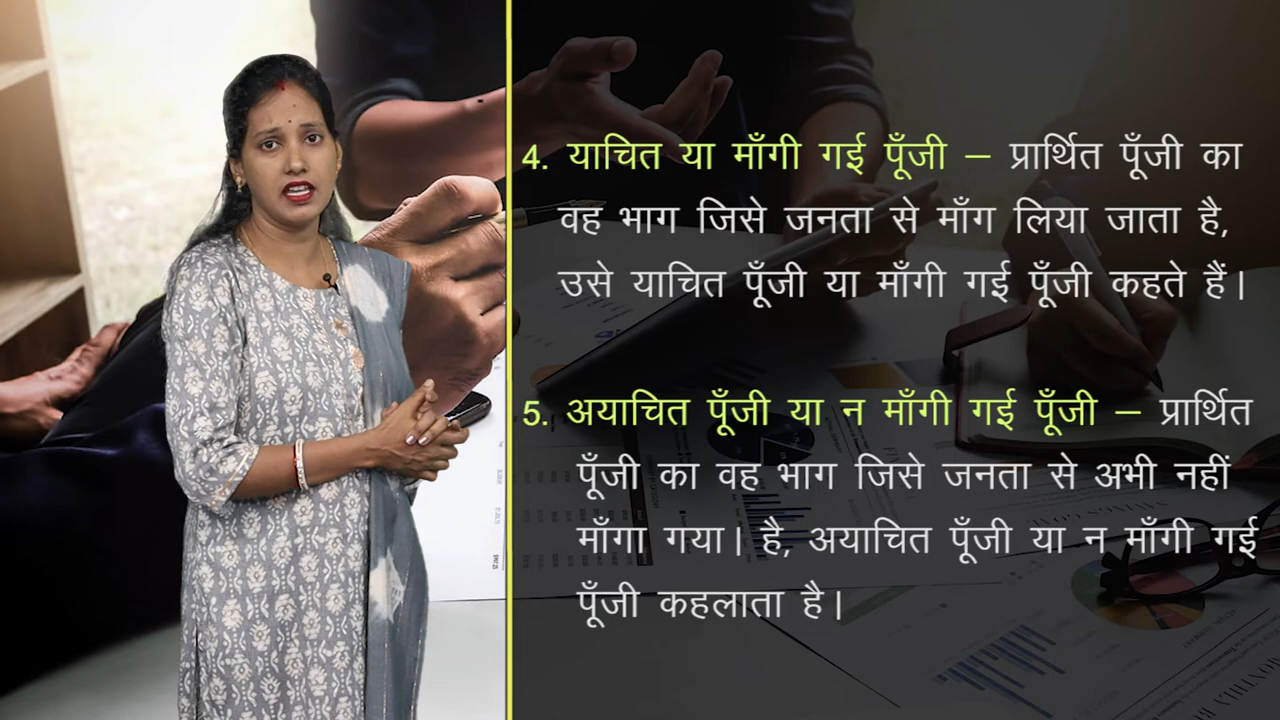 4. याचित या माँगी गई पूँजी – प्रार्थित पूँजी का
वह भाग जिसे जनता से माँग लिया जाता है,
उसे याचित पूँजी या माँगी गई पूँजी कहते हैं।
5. अयाचित पूँजी या न माँगी गई पूँजी – प्रार्थित
पूँजी का वह भाग जिसे जनता से अभी नहीं
माँगा गया। है, अयाचित पूँजी या न माँगी गई
पूँजी कहलाता है।